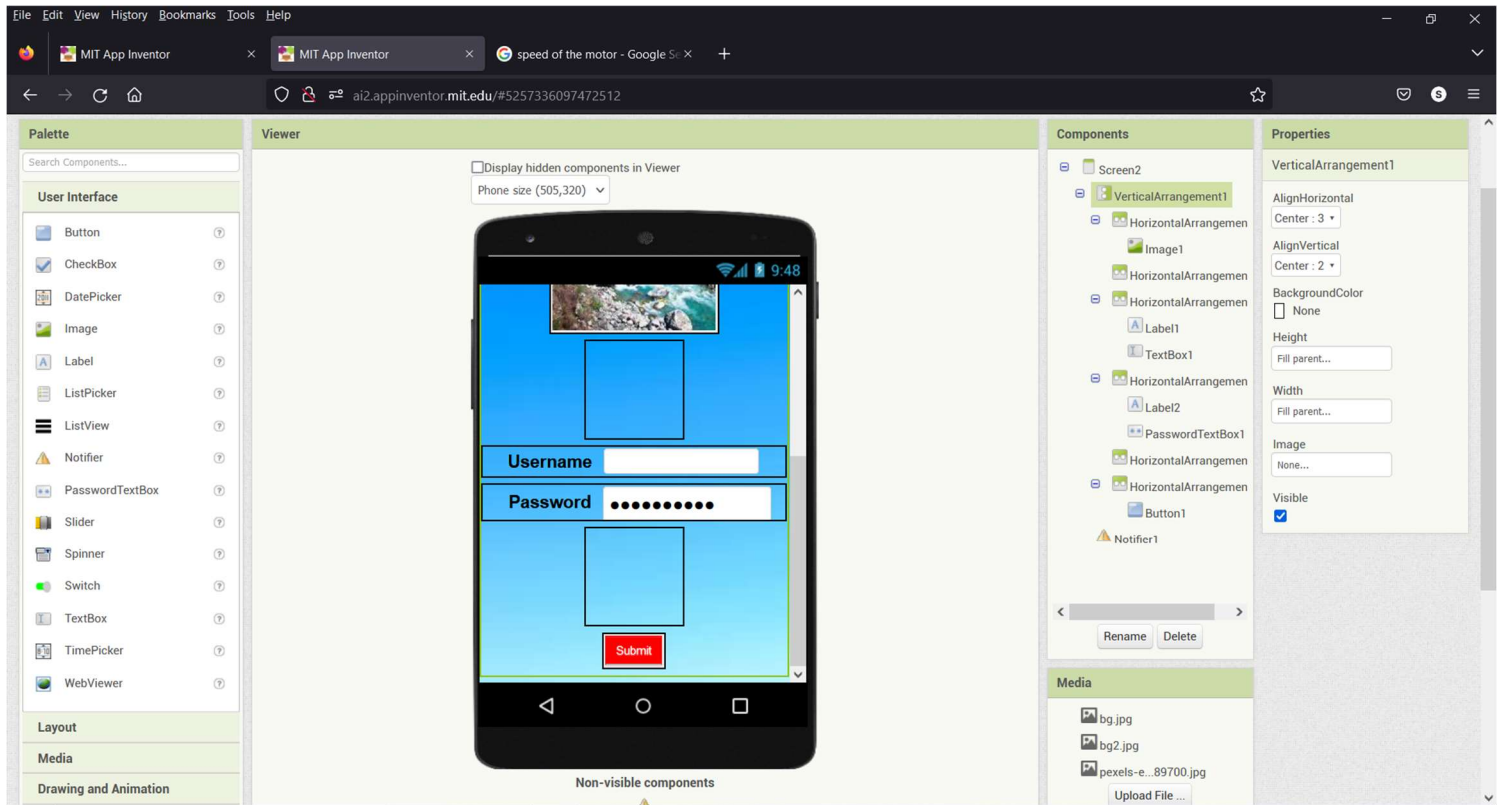 File Edit View History Bookmarks Tools Help
MIT App Inventor
MIT App Inventor
speed of the motor - Google Se
ai2.appinventor.mit.edu/#5257336097472512
S
Palette
Search Components...
User Interface
Button
CheckBox
DatePicker
Image
Label
ListPicker
ListView
Notifier
PasswordTextBox
Slider
Spinner
Switch
TextBox
TimePicker
WebViewer
Layout
Media
Drawing and Animation
Viewer
Display hidden components in Viewer
Phone size (505,320)
9:48
Username
Password
Submit
Non-visible components
Components
Screen2
VerticalArrangement1
HorizontalArrangemen
Image1
HorizontalArrangemen
HorizontalArrangemen
Label1
TextBox1
HorizontalArrangemen
Label2
PasswordTextBox1
HorizontalArrangemen
HorizontalArrangemen
Button1
Notifier1
Rename Delete
Media
bg.jpg
bg2.jpg
pexels-e...89700.jpg
Upload File ...
Properties
VerticalArrangement1
AlignHorizontal
Center : 3
AlignVertical
Center : 2
BackgroundColor
None
Height
Fill parent...
Width
Fill parent...
Image
None...
Visible